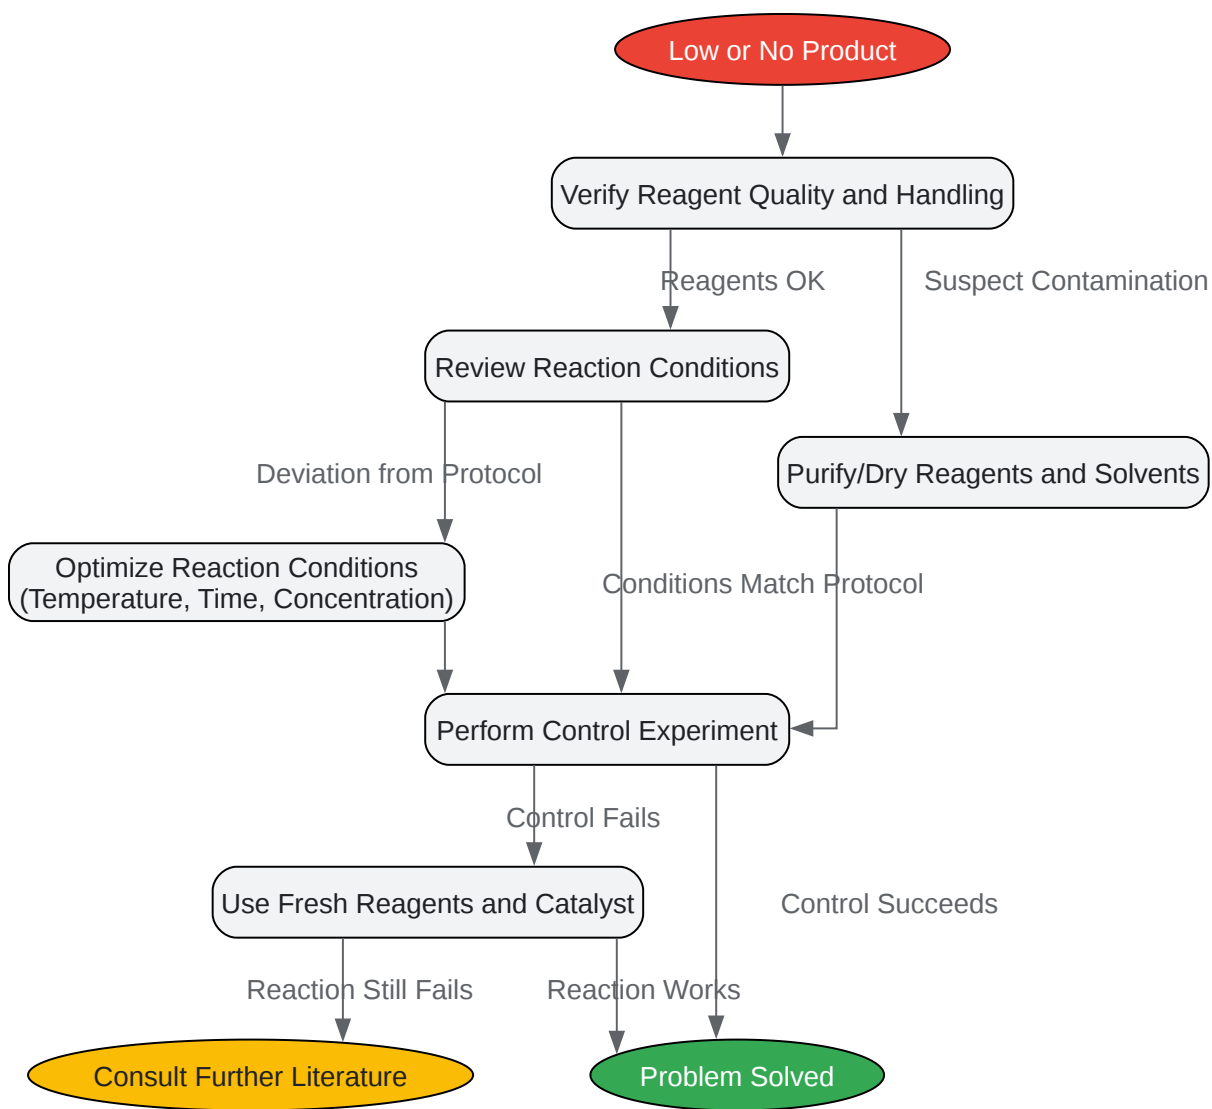 Low or No Product
Verify Reagent Quality and Handling
Reagents OK
Suspect Contamination
Review Reaction Conditions
Deviation from Protocol
Purify/Dry Reagents and Solvents
Optimize Reaction Conditions
(Temperature, Time, Concentration)
Conditions Match Protocol
Perform Control Experiment
Control Fails
Use Fresh Reagents and Catalyst
Control Succeeds
Reaction Still Fails
Reaction Works
Consult Further Literature
Problem Solved